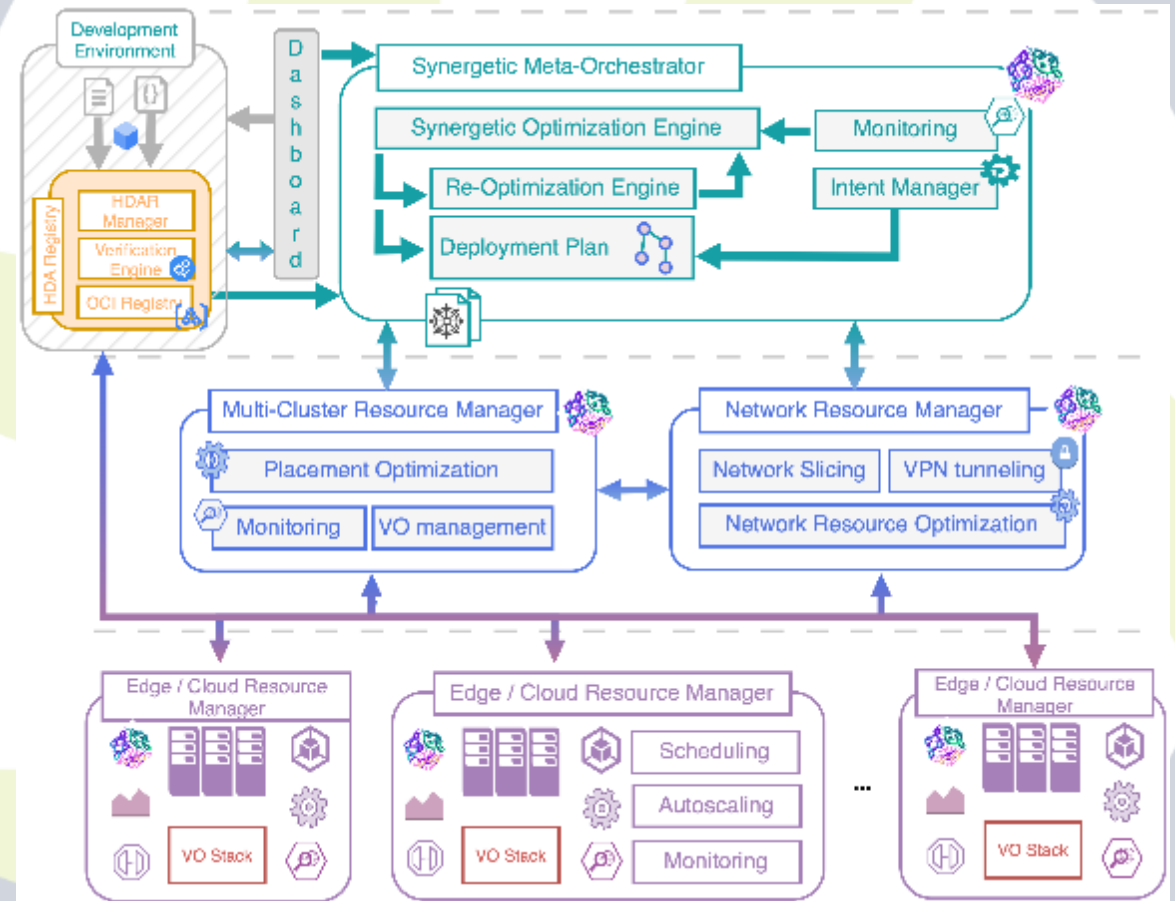 Development
Environment
Dashboard
Synergetic Meta-Orchestrator
Synergetic Optimization Engine
Monitoring
Re-Optimization Engine
Intent Manager
Deployment Plan
{}
HDA Registry
HDAR
Manager
Verification
Engine
OCI Registry
Multi-Cluster Resource Manager
Placement Optimization
Monitoring
VO management
Network Resource Manager
Network Slicing
VPN tunneling
Network Resource Optimization
Edge / Cloud Resource
Manager
VO Stack
Edge / Cloud Resource Manager
Scheduling
Autoscaling
Monitoring
VO Stack
...
Edge / Cloud Resource
Manager
VO Stack